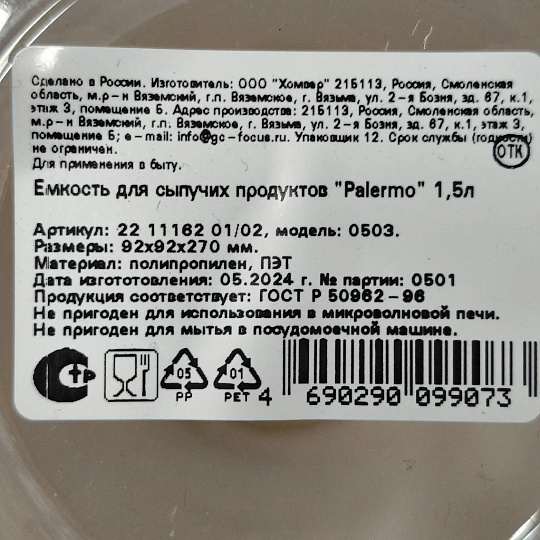 Сделано в России. Изготовитель: ООО "Хомвер" 215113, Россия, Смоленская
область, м.р-н Вяземский, г.п. Вяземское, г. Вязьма, ул. 2-я Бозня, зд. 67, к.1,
этаж 3, помещение 5. Адрес производства: 215113, Россия, Смоленская область,
м.р-н Вяземский, г.п. Вяземское, г. Вязьма, ул. 2-я Бозня, зд. 67, к.1, этаж 3,
помещение 5; e-mail: info@gc-focus.ru. Упаковщик 12. Срок службы (годности)
не ограничен.
ОТК
Для применения в быту.
Емкость для сыпучих продуктов "Palermo" 1,5л
Артикул: 22 11162 01/02, модель: 0503.
Размеры: 92x92x270 мм.
Материал: полипропилен, ПЭТ
Дата изгототовления: 05.2024 г. № партии: 0501
Продукция соответствует: ГОСТ Р 50962-96
Не пригоден для использования в микроволновой печи.
Не пригоден для мытья в посудомоечной машине.
05 01
PP PET 4 690290 099073